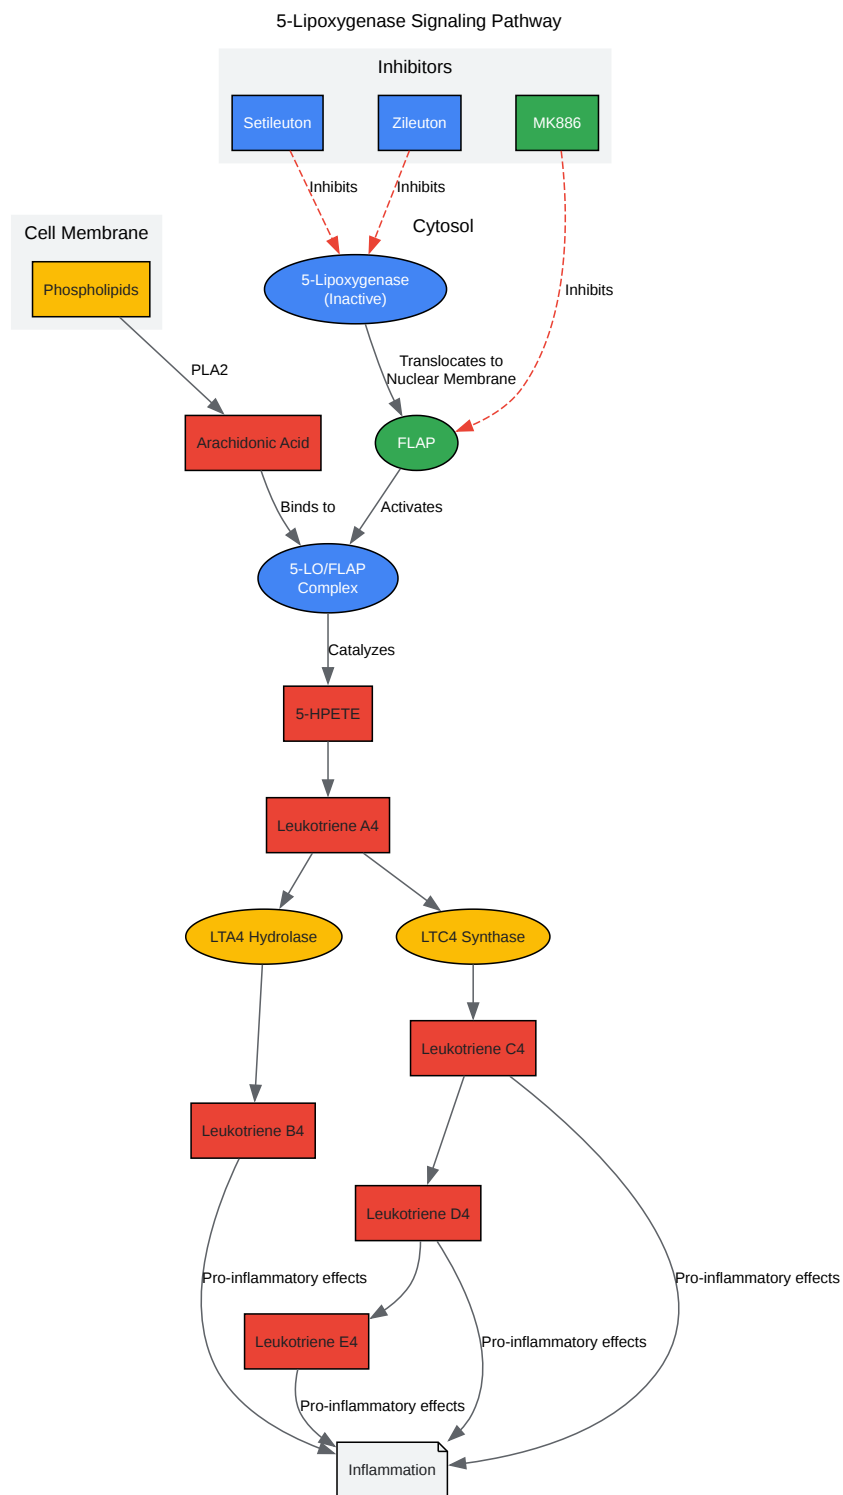 5-Lipoxygenase Signaling Pathway
Inhibitors
Setileuton
Zileuton
MK886
Inhibits
Inhibits
Cytosol
Cell Membrane
Phospholipids
5-Lipoxygenase
(Inactive)
Inhibits
PLA2
Translocates to
Nuclear Membrane
Arachidonic Acid
FLAP
Binds to
Activates
5-LO/FLAP
Complex
Catalyzes
5-HPETE
Leukotriene A4
LTA4 Hydrolase
LTC4 Synthase
Leukotriene C4
Leukotriene B4
Leukotriene D4
Pro-inflammatory effects
Pro-inflammatory effects
Leukotriene E4
Pro-inflammatory effects
Pro-inflammatory effects
Inflammation